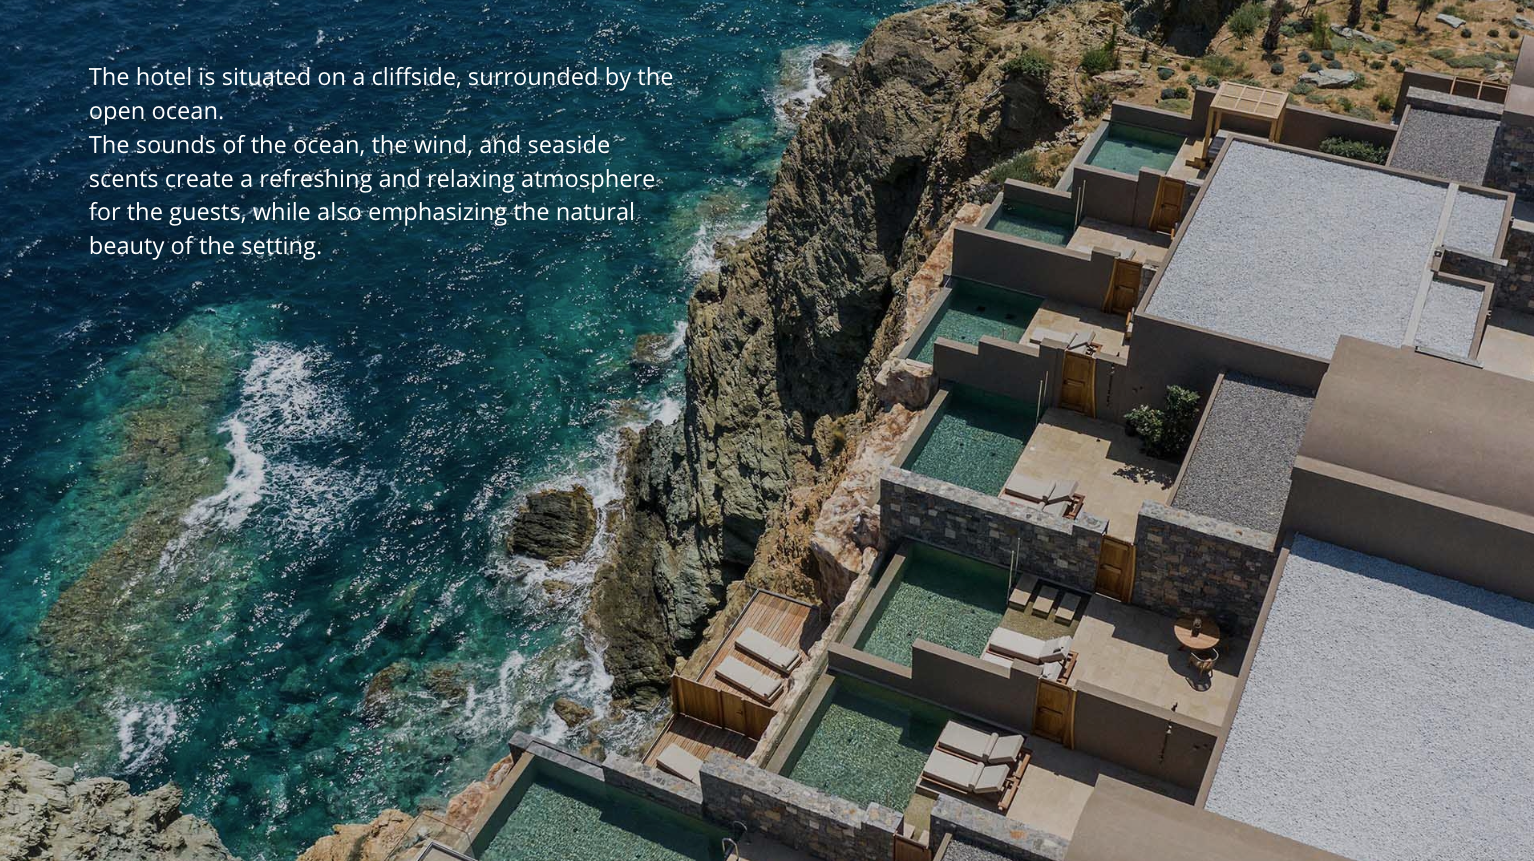 The hotel is situated on a cliffside, surrounded by the
open ocean.
The sounds of the ocean, the wind, and seaside
scents create a refreshing and relaxing atmosphere
for the guests, while also emphasizing the natural
beauty of the setting.